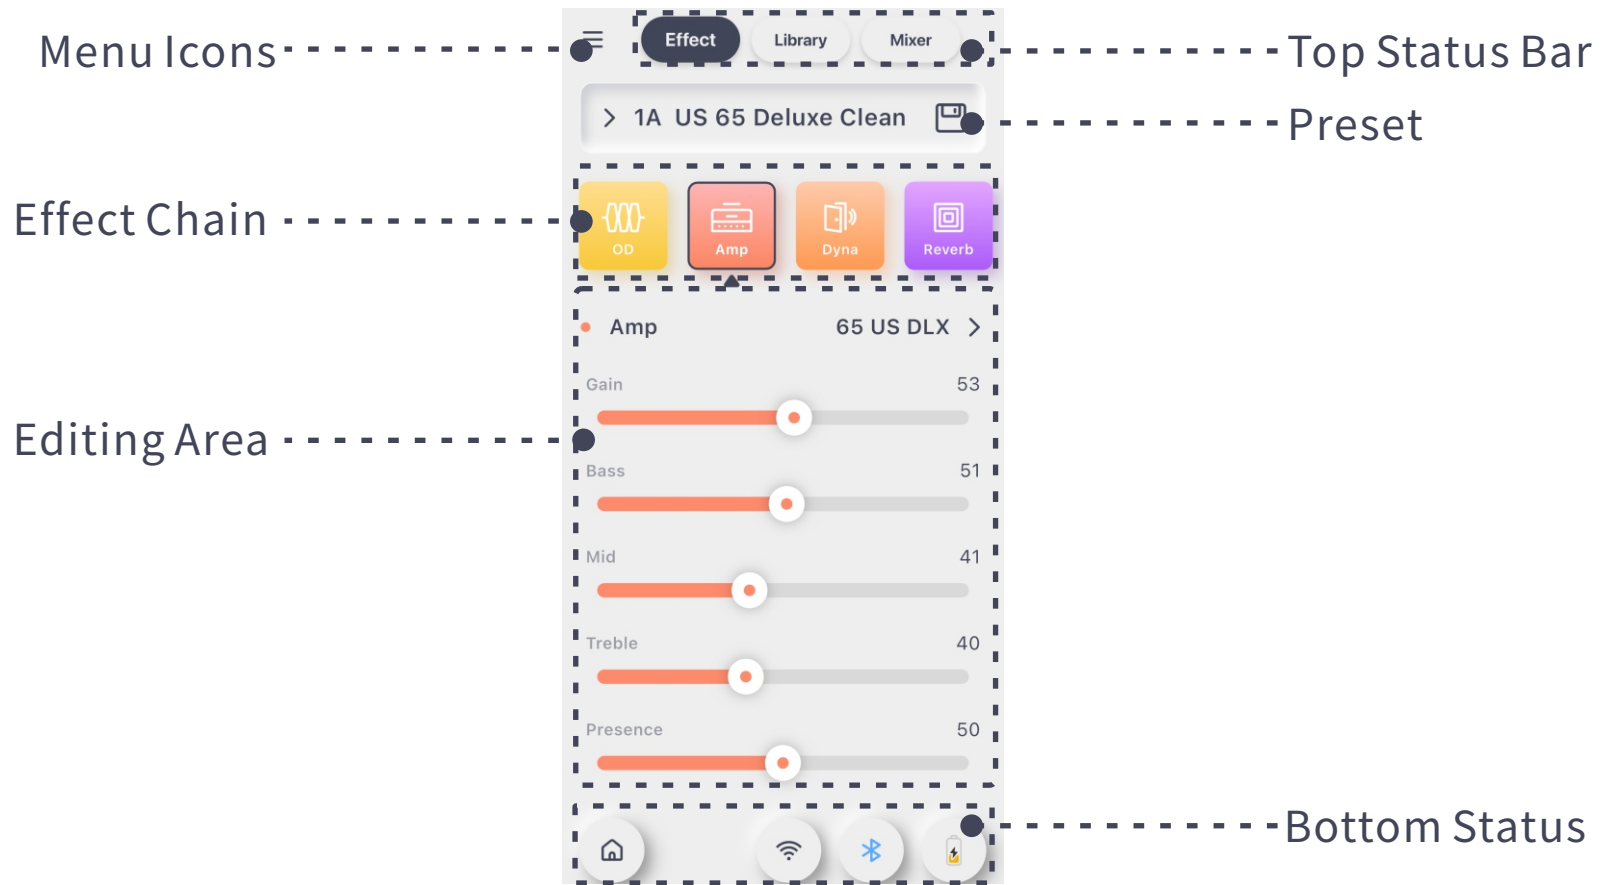 Menu Icons
Effect
Library
Mixer
Top Status Bar
1A US 65 Deluxe Clean
Preset
Effect Chain
OD
Amp
Dyna
Reverb
Amp
65 US DLX
Gain
53
Editing Area
Bass
51
Mid
41
Treble
40
Presence
50
Bottom Status